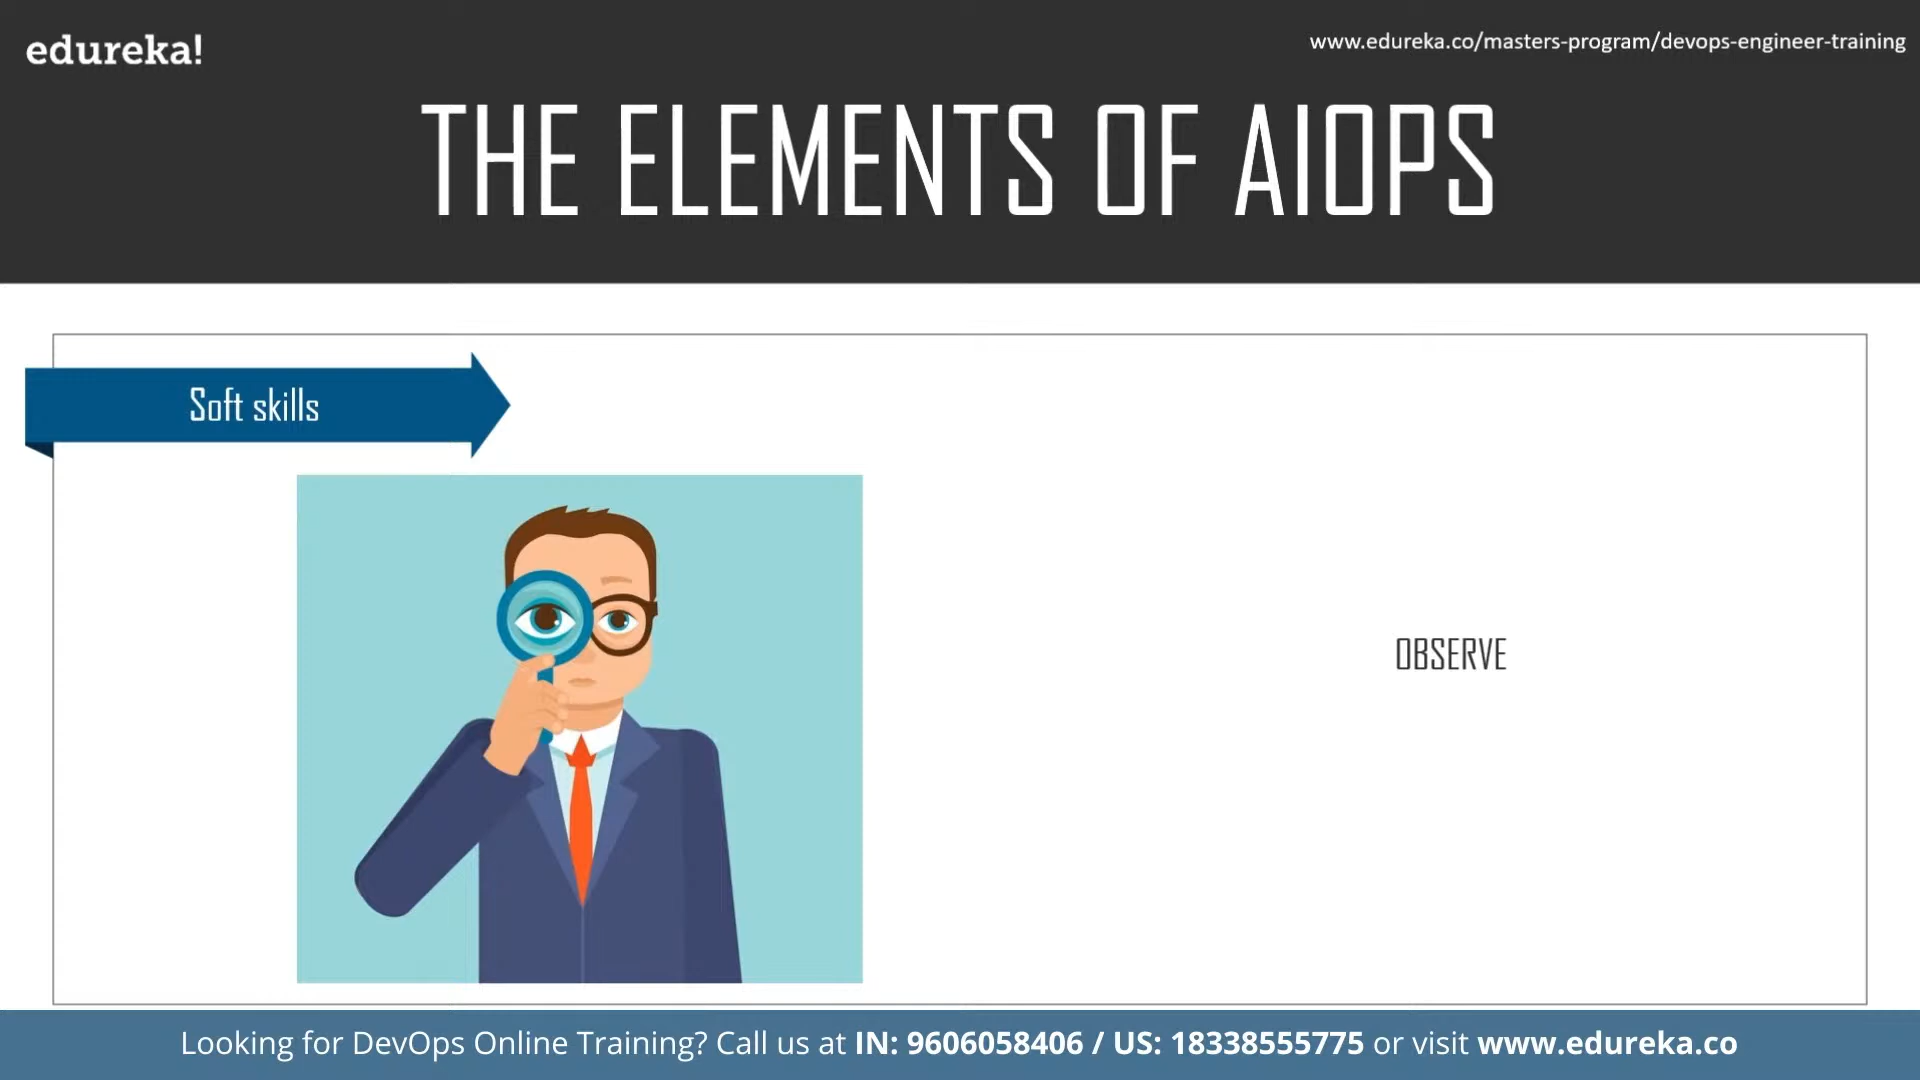 edureka!
www.edureka.co/masters-program/devops-engineer-training
THE ELEMENTS OF AIOPS
Soft skills
OBSERVE
Looking for DevOps Online Training? Call us at IN: 9606058406 / US: 18338555775 or visit www.edureka.co